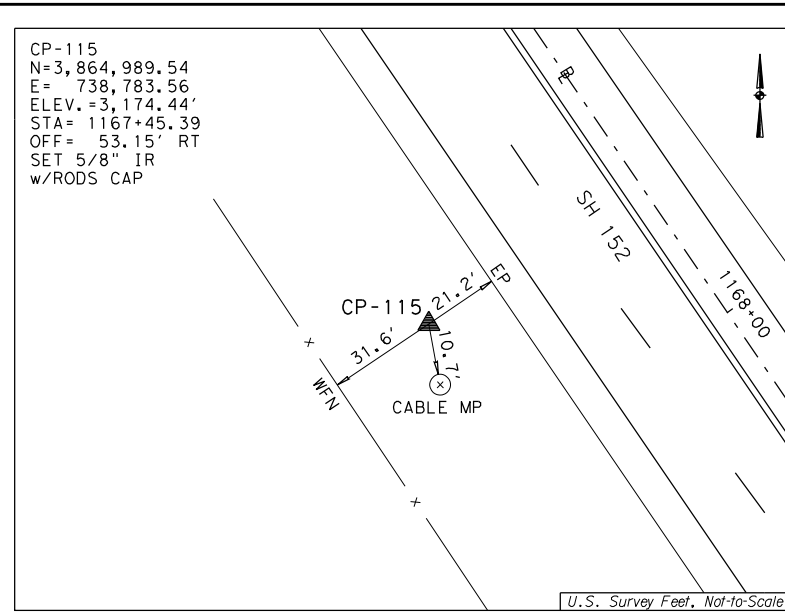 CP-115
N=3,864,989.54
E= 738,783.56
ELEV.=3,174.44'
STA= 1167+45.39
OFF= 53.15' RT
SET 5/8" IR
w/RODS CAP
BL
SH 152
1168+00
EP
21.2'
CP-115
31.6'
10.7'
WFN
CABLE MP
U.S. Survey Feet, Not-to-Scale